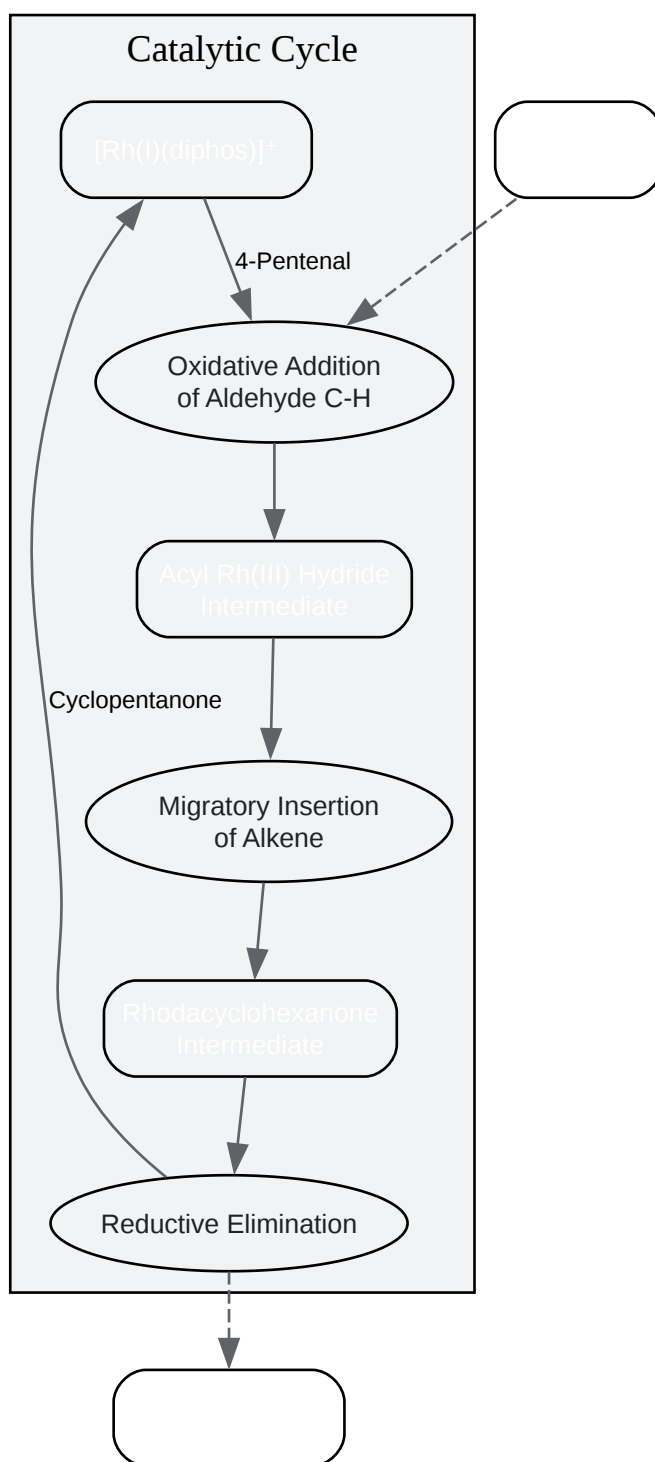 Catalytic Cycle
[Rh(I)(diphos)]⁺
4-Pentenal
Oxidative Addition
of Aldehyde C-H
Acyl Rh(III) Hydride
Intermediate
Cyclopentanone
Migratory Insertion
of Alkene
Rhodacyclohexanone
Intermediate
Reductive Elimination